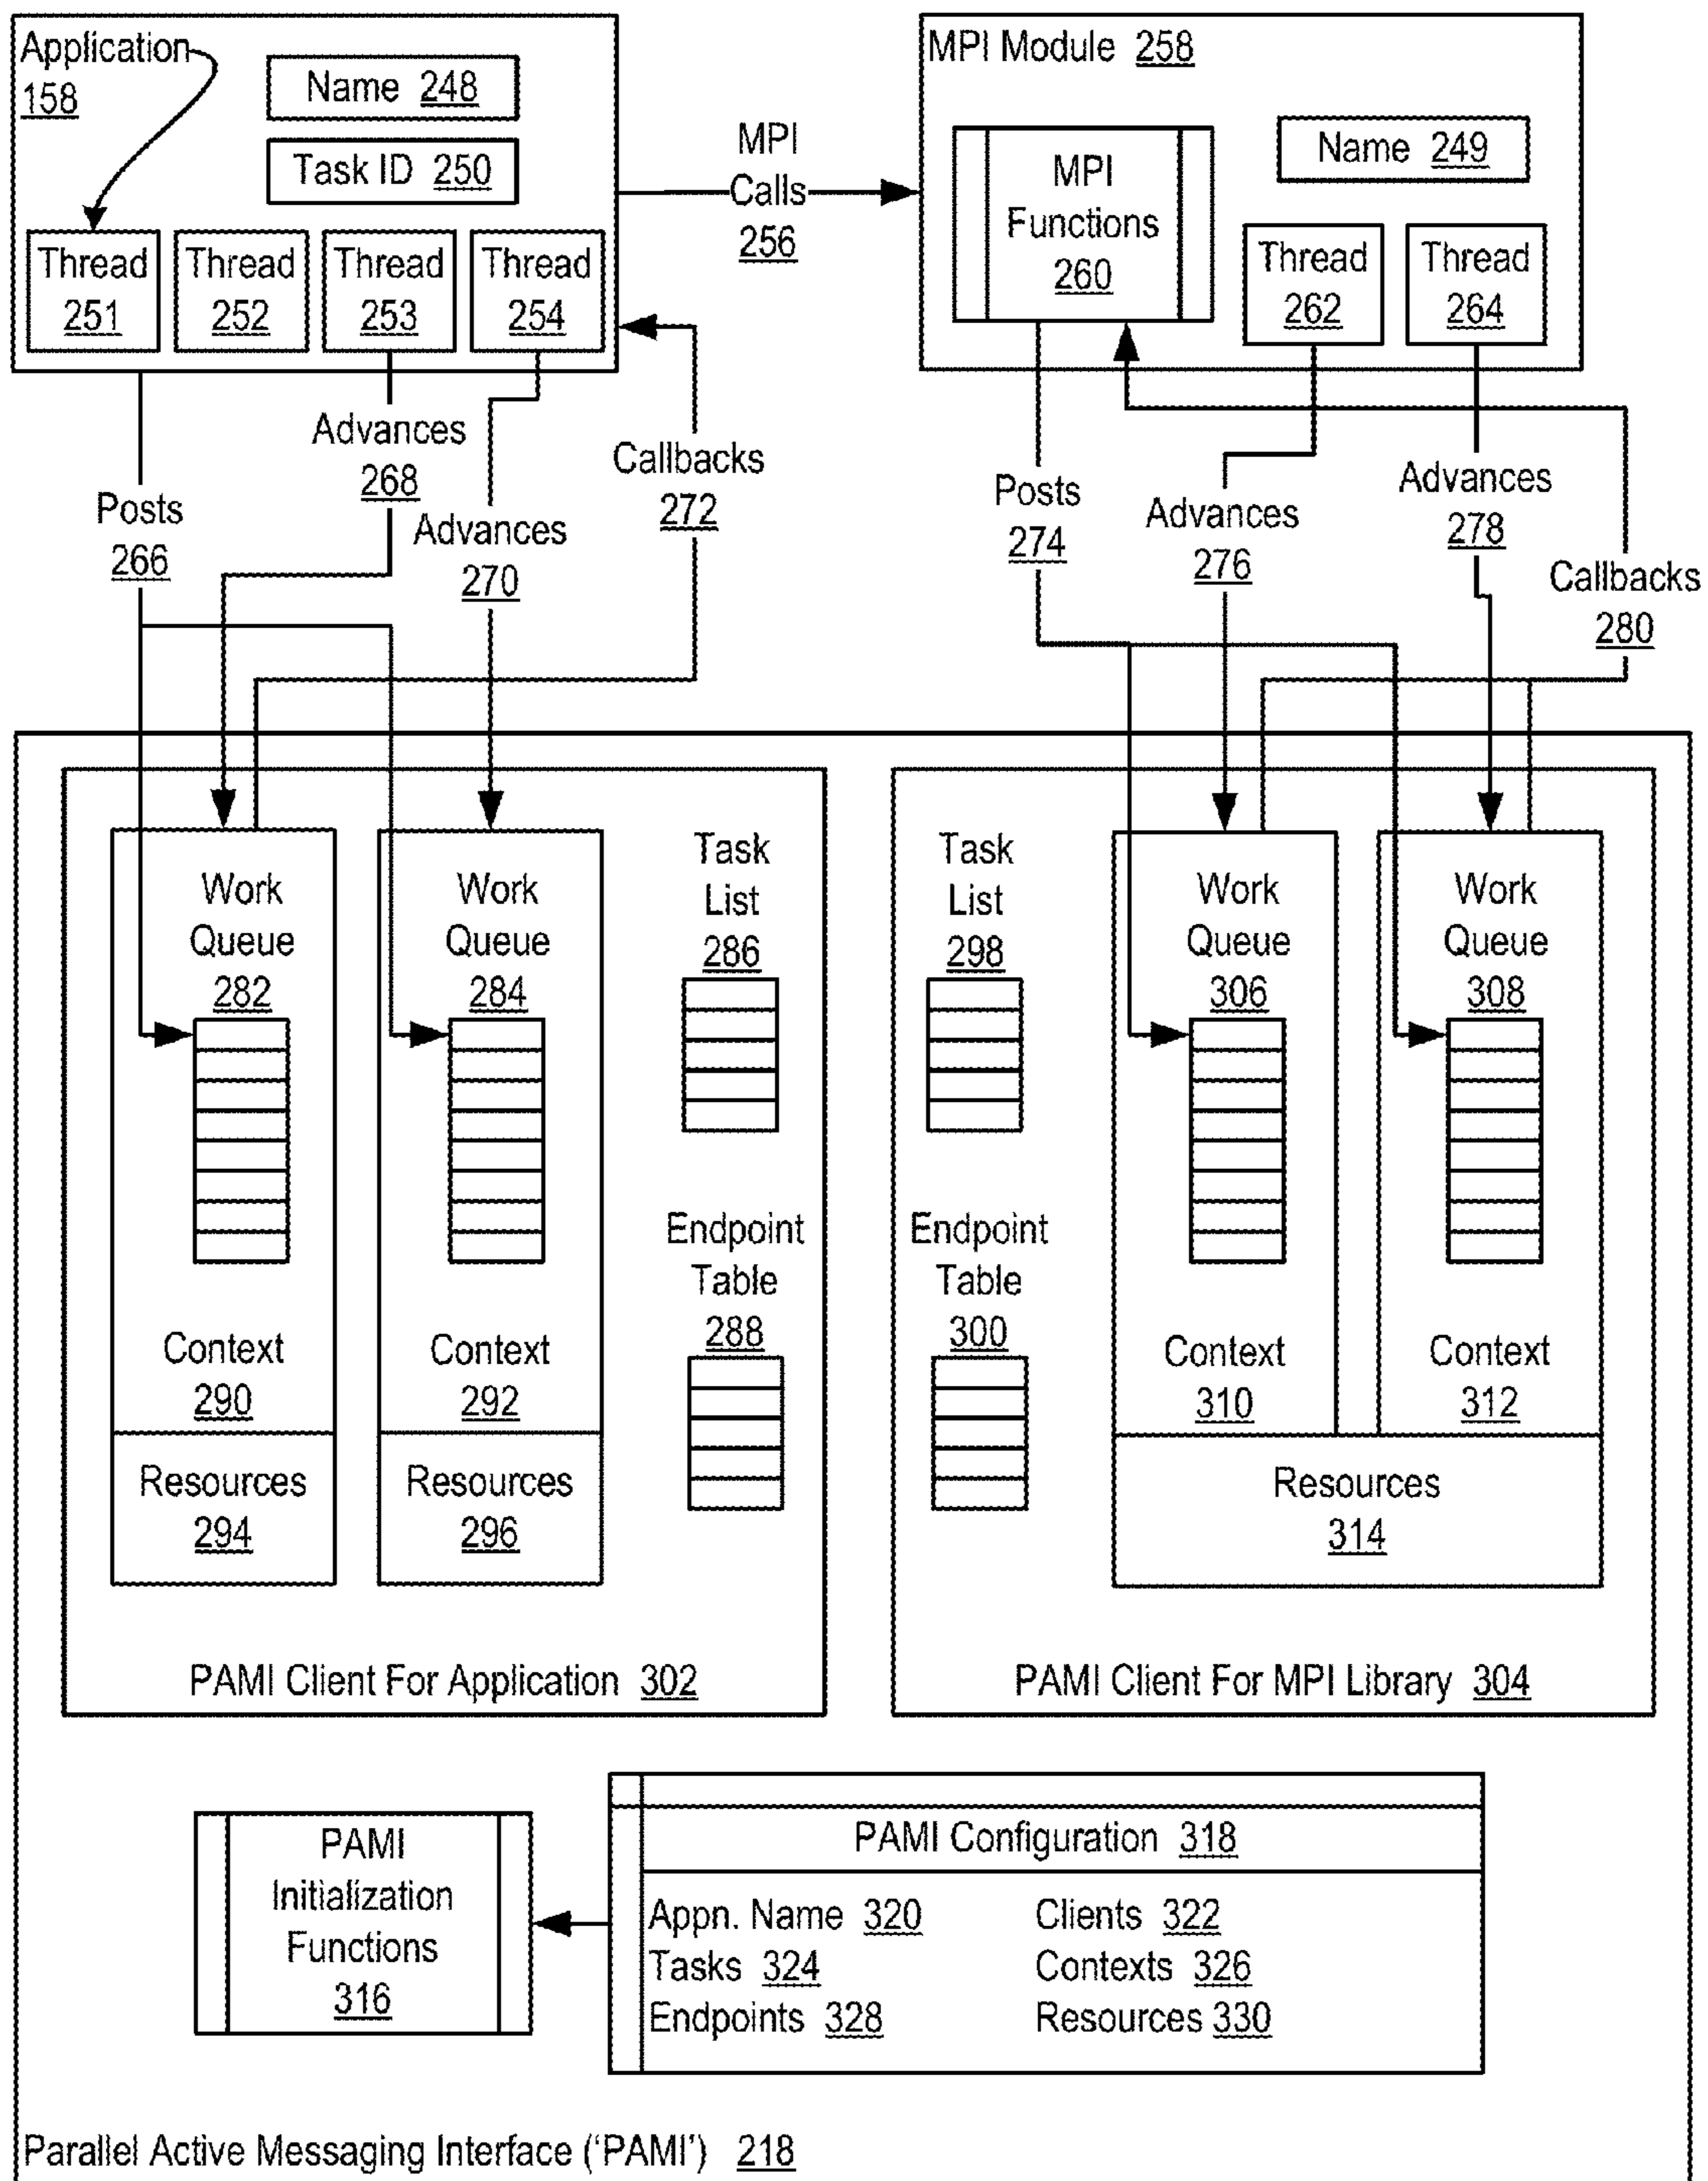 Application
158
Name 248
Task ID 250
Thread
251
Thread
252
Thread
253
Thread
254
MPI
Calls
256
MPI Module 258
MPI
Functions
260
Name 249
Thread
262
Thread
264
Posts
266
Advances
268
Advances
270
Callbacks
272
Posts
274
Advances
276
Advances
278
Callbacks
280
Work
Queue
282
Context
290
Resources
294
Work
Queue
284
Context
292
Resources
296
Task
List
286
Endpoint
Table
288
PAMI Client For Application 302
Task
List
298
Endpoint
Table
300
Work
Queue
306
Context
310
Work
Queue
308
Context
312
Resources
314
PAMI Client For MPI Library 304
PAMI
Initialization
Functions
316
PAMI Configuration 318
Appn. Name 320 Clients 322
Tasks 324 Contexts 326
Endpoints 328 Resources 330
Parallel Active Messaging Interface (‘PAMI’) 218